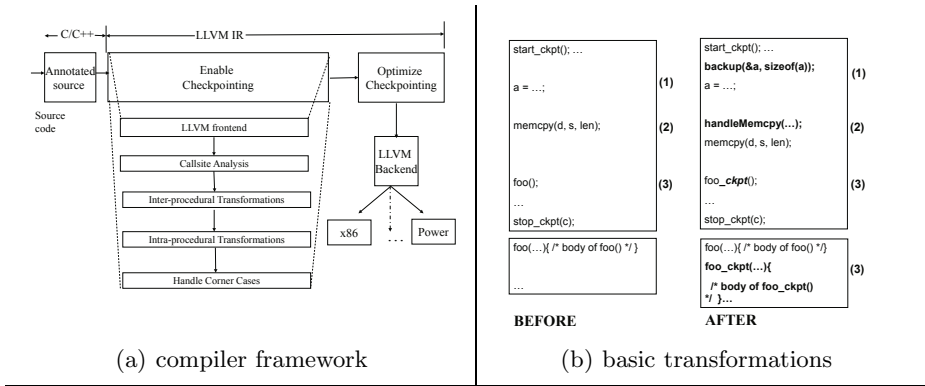 C/C++
LLVM IR
Annotated
source
Enable
Checkpointing
Optimize
Checkpointing
Source
code
LLVM frontend
Callsite Analysis
Inter-procedural Transformations
Intra-procedural Transformations
Handle Corner Cases
LLVM
Backend
x86
. . .
Power
(a) compiler framework
start_ckpt(); …
a = …;
(1)
memcpy(d, s, len);
(2)
foo();
(3)
…
stop_ckpt(c);
foo(…){ /* body of foo() */ }
…
BEFORE
start_ckpt(); …
backup(&a, sizeof(a));
(1)
a = …;
handleMemcpy(…);
(2)
memcpy(d, s, len);
foo_ckpt();
(3)
…
stop_ckpt(c);
foo(…){ /* body of foo() */}
foo_ckpt(…){
(3)
/* body of foo_ckpt()
*/ }…
AFTER
(b) basic transformations